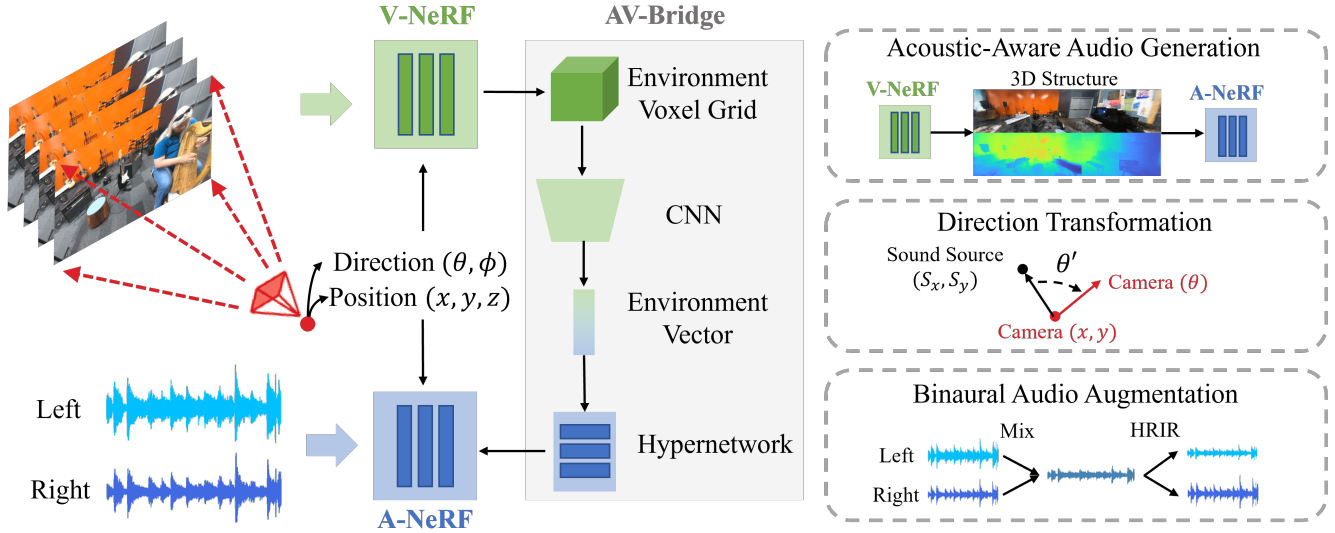 V-NeRF
AV-Bridge
Environment
Voxel Grid
CNN
Environment
Vector
Hypernetwork
Direction (θ, ϕ)
Position (x, y, z)
Left
Right
A-NeRF
Acoustic-Aware Audio Generation
V-NeRF
3D Structure
A-NeRF
Direction Transformation
Sound Source
(Sₓ, Sᵧ)
θ′
Camera (θ)
Camera (x, y)
Binaural Audio Augmentation
Mix
HRIR
Left
Right